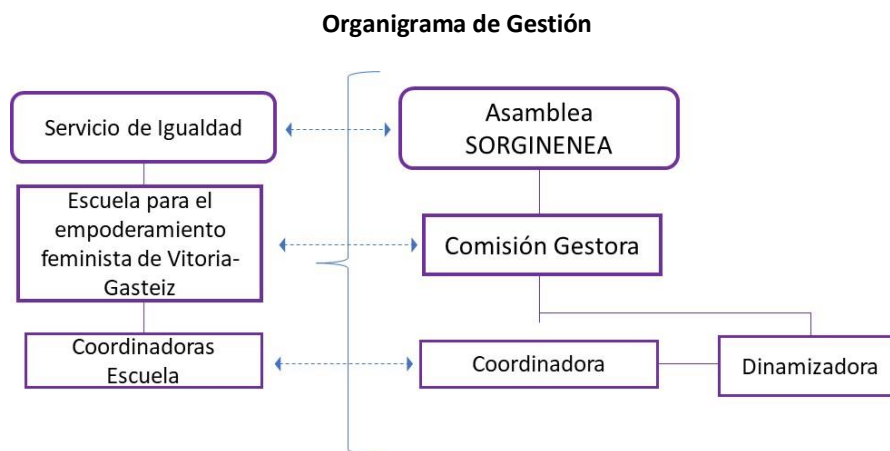 Organigrama de Gestión
Servicio de Igualdad
Asamblea
SORGINENEA
Escuela para el
empoderamiento
feminista de Vitoria-
Gasteiz
Comisión Gestora
Coordinadoras
Escuela
Coordinadora
Dinamizadora